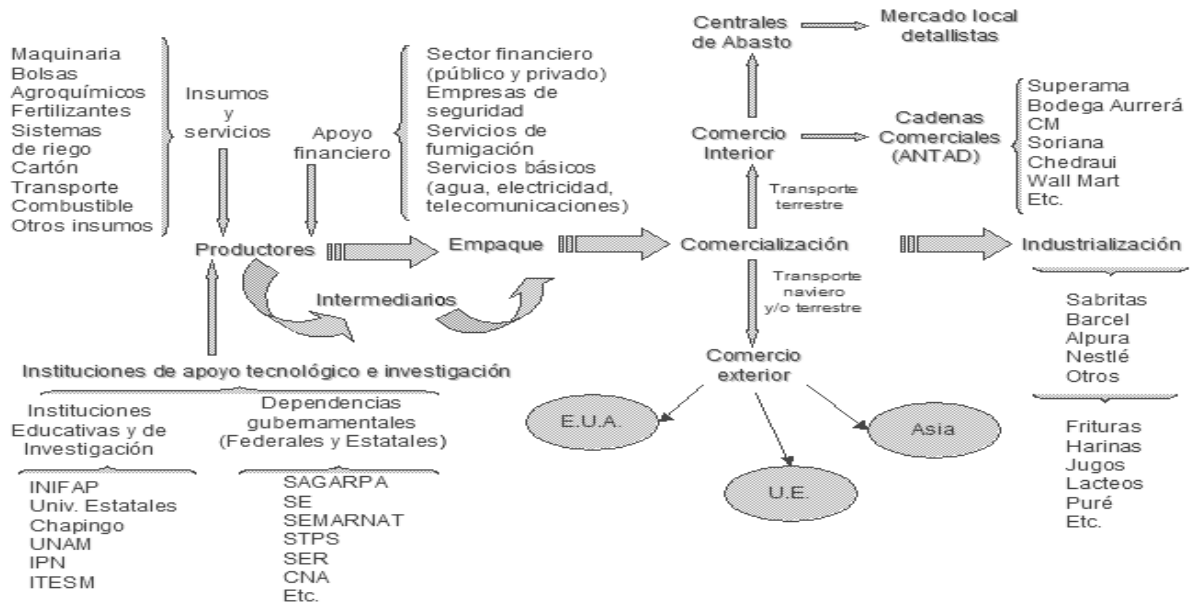 Maquinaria
Bolsas
Agroquímicos
Fertilizantes
Sistemas
de riego
Cartón
Transporte
Combustible
Otros insumos
Insumos
y
servicios
Apoyo
financiero
Sector financiero
(público y privado)
Empresas de
seguridad
Servicios de
fumigación
Servicios básicos
(agua, electricidad,
telecomunicaciones)
Centrales
de Abasto
Mercado local
detallistas
Comercio
Interior
Cadenas
Comerciales
(ANTAD)
Superama
Bodega Aurrerá
CM
Soriana
Chedraui
Wall Mart
Etc.
Transporte
terrestre
Productores
Empaque
Comercialización
Industrialización
Intermediarios
Transporte
naviero
y/o terrestre
Sabritas
Barcel
Alpura
Nestlé
Otros
Comercio
exterior
Instituciones de apoyo tecnológico e investigación
Instituciones
Educativas y de
Investigación
Dependencias
gubernamentales
(Federales y Estatales)
E.U.A.
Asia
U.E.
Frituras
Harinas
Jugos
Lacteos
Puré
Etc.
INIFAP
Univ. Estatales
Chapingo
UNAM
IPN
ITESM
SAGARPA
SE
SEMARNAT
STPS
SER
CNA
Etc.